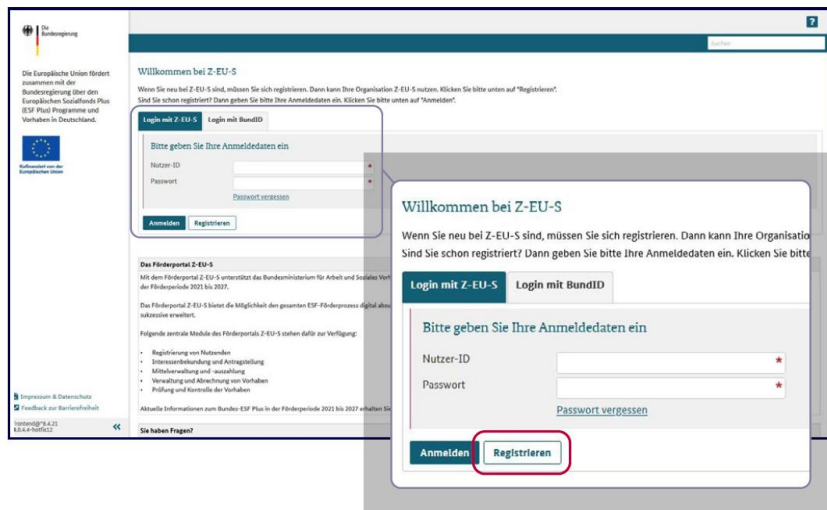 Die
Bundesregierung
?
Suchen
Die Europäische Union fördert
zusammen mit der
Bundesregierung über den
Europäischen Sozialfonds Plus
(ESF Plus) Programme und
Vorhaben in Deutschland.
Kofinanziert von der
Europäischen Union
Willkommen bei Z-EU-S
Wenn Sie neu bei Z-EU-S sind, müssen Sie sich registrieren. Dann kann Ihre Organisation Z-EU-S nutzen. Klicken Sie bitte unten auf "Registrieren".
Sind Sie schon registriert? Dann geben Sie bitte Ihre Anmeldedaten ein. Klicken Sie bitte unten auf "Anmelden".
Login mit Z-EU-S Login mit BundID
Bitte geben Sie Ihre Anmeldedaten ein
Nutzer-ID *
Passwort *
Passwort vergessen
Anmelden Registrieren
Das Förderportal Z-EU-S
Mit dem Förderportal Z-EU-S unterstützt das Bundesministerium für Arbeit und Soziales
der Förderperiode 2021 bis 2027.
Das Förderportal Z-EU-S bietet die Möglichkeit den gesamten ESF-Förderprozess digital
sukzessive erweitert.
Folgende zentrale Module des Förderportals Z-EU-S stehen dafür zur Verfügung:
• Registrierung von Nutzenden
• Interessenbekundung und Antragstellung
• Mittelverwaltung und -auszahlung
• Verwaltung und Abrechnung von Vorhaben
• Prüfung und Kontrolle der Vorhaben
Aktuelle Informationen zum Bundes-ESF Plus in der Förderperiode 2021 bis 2027 erhalten Sie
Sie haben Fragen?
Impressum & Datenschutz
Feedback zur Barrierefreiheit
«
Willkommen bei Z-EU-S
Wenn Sie neu bei Z-EU-S sind, müssen Sie sich registrieren. Dann kann Ihre Organisatio
Sind Sie schon registriert? Dann geben Sie bitte Ihre Anmeldedaten ein. Klicken Sie bitte
Login mit Z-EU-S Login mit BundID
Bitte geben Sie Ihre Anmeldedaten ein
Nutzer-ID *
Passwort *
Passwort vergessen
Anmelden Registrieren